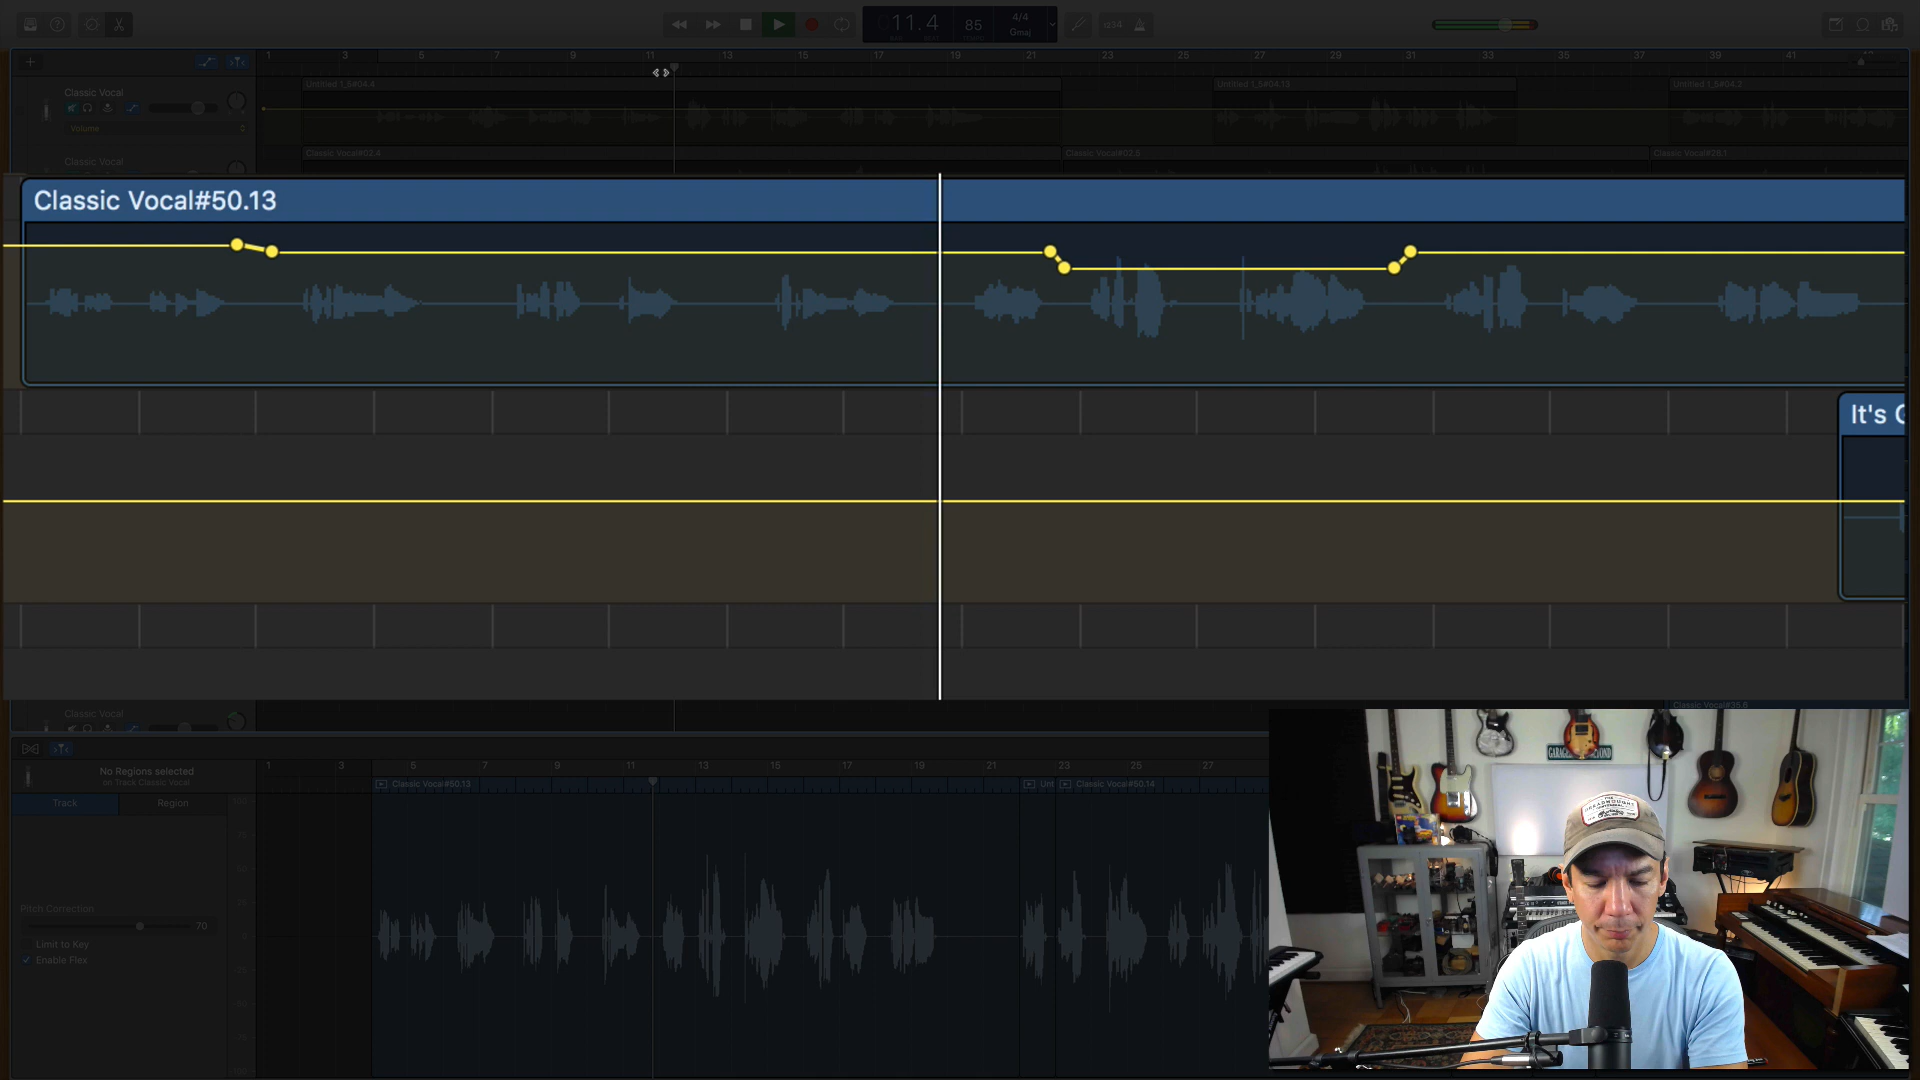 11.4
85
4/4
Gmaj
1234
1 3 5 7 9 11 13 15 17 19 21 23 25 27 29 31 33 35 37 39 41
Classic Vocal
Untitled 1_5#04.4
Untitled 1_5#04.13
Untitled 1_5#04.2
Volume
Classic Vocal
Classic Vocal#02.4
Classic Vocal#02.5
Classic Vocal#28.1
Classic Vocal#50.13
It's
Classic Vocal
Classic Vocal#35.6
1 3 5 7 9 11 13 15 17 19 21 23 25 27
No Regions selected
on Track Classic Vocal
Classic Vocal#50.13
Unt
Classic Vocal#50.14
Track
Region
Pitch Correction
70
Limit to Key
Enable Flex